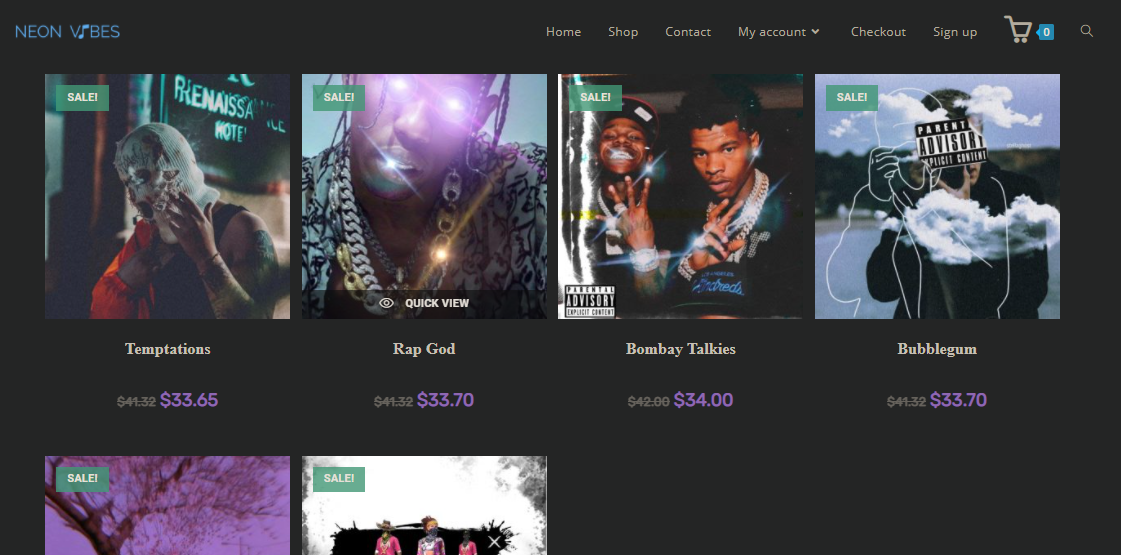 NEON VIBES
Home Shop Contact My account Checkout Sign up 0
SALE! SALE! SALE! SALE!
RENAISSANCE
HOTE
PARENT
ADVISORY
EXPLICIT CONTENT
PARENTAL
ADVISORY
EXPLICIT CONTENT
QUICK VIEW
Temptations Rap God Bombay Talkies Bubblegum
$41.32 $33.65 $41.32 $33.70 $42.00 $34.00 $41.32 $33.70
SALE! SALE!